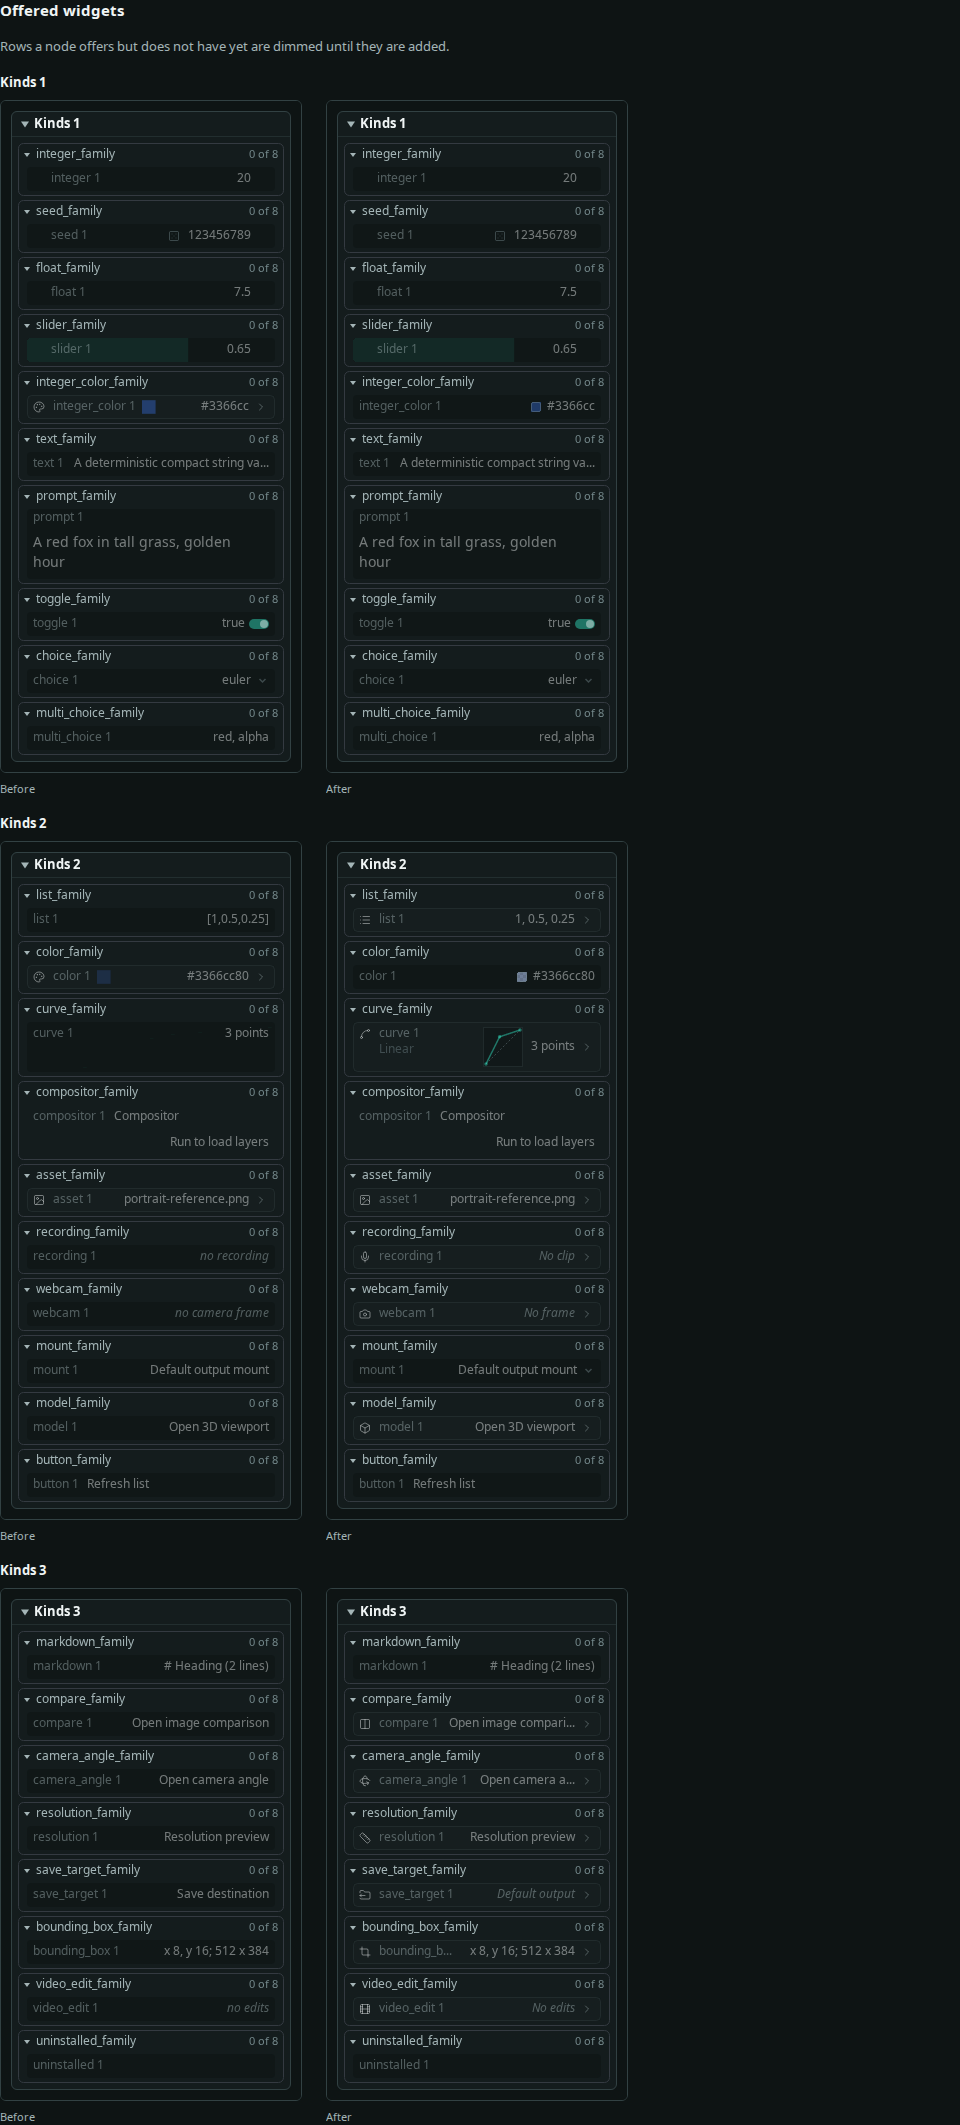 Offered widgets
Rows a node offers but does not have yet are dimmed until they are added.
Kinds 1
Kinds 1
integer_family 0 of 8
integer 1 20
seed_family 0 of 8
seed 1 123456789
float_family 0 of 8
float 1 7.5
slider_family 0 of 8
slider 1 0.65
integer_color_family 0 of 8
integer_color 1 #3366cc
text_family 0 of 8
text 1 A deterministic compact string va...
prompt_family 0 of 8
prompt 1
A red fox in tall grass, golden
hour
toggle_family 0 of 8
toggle 1 true
choice_family 0 of 8
choice 1 euler
multi_choice_family 0 of 8
multi_choice 1 red, alpha
Before
Kinds 1
integer_family 0 of 8
integer 1 20
seed_family 0 of 8
seed 1 123456789
float_family 0 of 8
float 1 7.5
slider_family 0 of 8
slider 1 0.65
integer_color_family 0 of 8
integer_color 1 #3366cc
text_family 0 of 8
text 1 A deterministic compact string va...
prompt_family 0 of 8
prompt 1
A red fox in tall grass, golden
hour
toggle_family 0 of 8
toggle 1 true
choice_family 0 of 8
choice 1 euler
multi_choice_family 0 of 8
multi_choice 1 red, alpha
After
Kinds 2
Kinds 2
list_family 0 of 8
list 1 [1,0.5,0.25]
color_family 0 of 8
color 1 #3366cc80
curve_family 0 of 8
curve 1 3 points
compositor_family 0 of 8
compositor 1 Compositor
Run to load layers
asset_family 0 of 8
asset 1 portrait-reference.png
recording_family 0 of 8
recording 1 no recording
webcam_family 0 of 8
webcam 1 no camera frame
mount_family 0 of 8
mount 1 Default output mount
model_family 0 of 8
model 1 Open 3D viewport
button_family 0 of 8
button 1 Refresh list
Before
Kinds 2
list_family 0 of 8
list 1 1, 0.5, 0.25
color_family 0 of 8
color 1 #3366cc80
curve_family 0 of 8
curve 1 3 points
Linear
compositor_family 0 of 8
compositor 1 Compositor
Run to load layers
asset_family 0 of 8
asset 1 portrait-reference.png
recording_family 0 of 8
recording 1 No clip
webcam_family 0 of 8
webcam 1 No frame
mount_family 0 of 8
mount 1 Default output mount
model_family 0 of 8
model 1 Open 3D viewport
button_family 0 of 8
button 1 Refresh list
After
Kinds 3
Kinds 3
markdown_family 0 of 8
markdown 1 # Heading (2 lines)
compare_family 0 of 8
compare 1 Open image comparison
camera_angle_family 0 of 8
camera_angle 1 Open camera angle
resolution_family 0 of 8
resolution 1 Resolution preview
save_target_family 0 of 8
save_target 1 Save destination
bounding_box_family 0 of 8
bounding_box 1 x 8, y 16; 512 x 384
video_edit_family 0 of 8
video_edit 1 no edits
uninstalled_family 0 of 8
uninstalled 1
Before
Kinds 3
markdown_family 0 of 8
markdown 1 # Heading (2 lines)
compare_family 0 of 8
compare 1 Open image compari...
camera_angle_family 0 of 8
camera_angle 1 Open camera a...
resolution_family 0 of 8
resolution 1 Resolution preview
save_target_family 0 of 8
save_target 1 Default output
bounding_box_family 0 of 8
bounding_b... x 8, y 16; 512 x 384
video_edit_family 0 of 8
video_edit 1 No edits
uninstalled_family 0 of 8
uninstalled 1
After